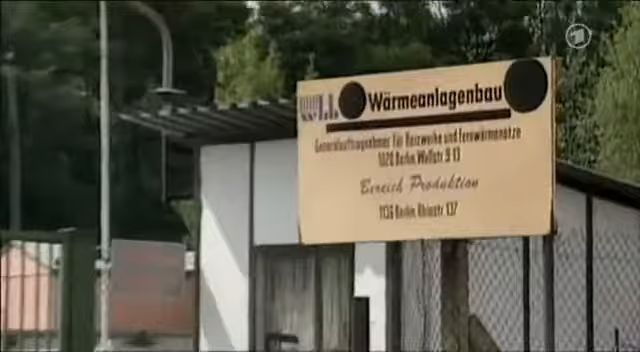 Wärmeanlagenbau
Generalauftragnehmer für Heizwerke und Fernwärmenetze
1020 Berlin Wallstr. 9-13
Bereich Produktion
1136 Berlin, Rhinstr. 137